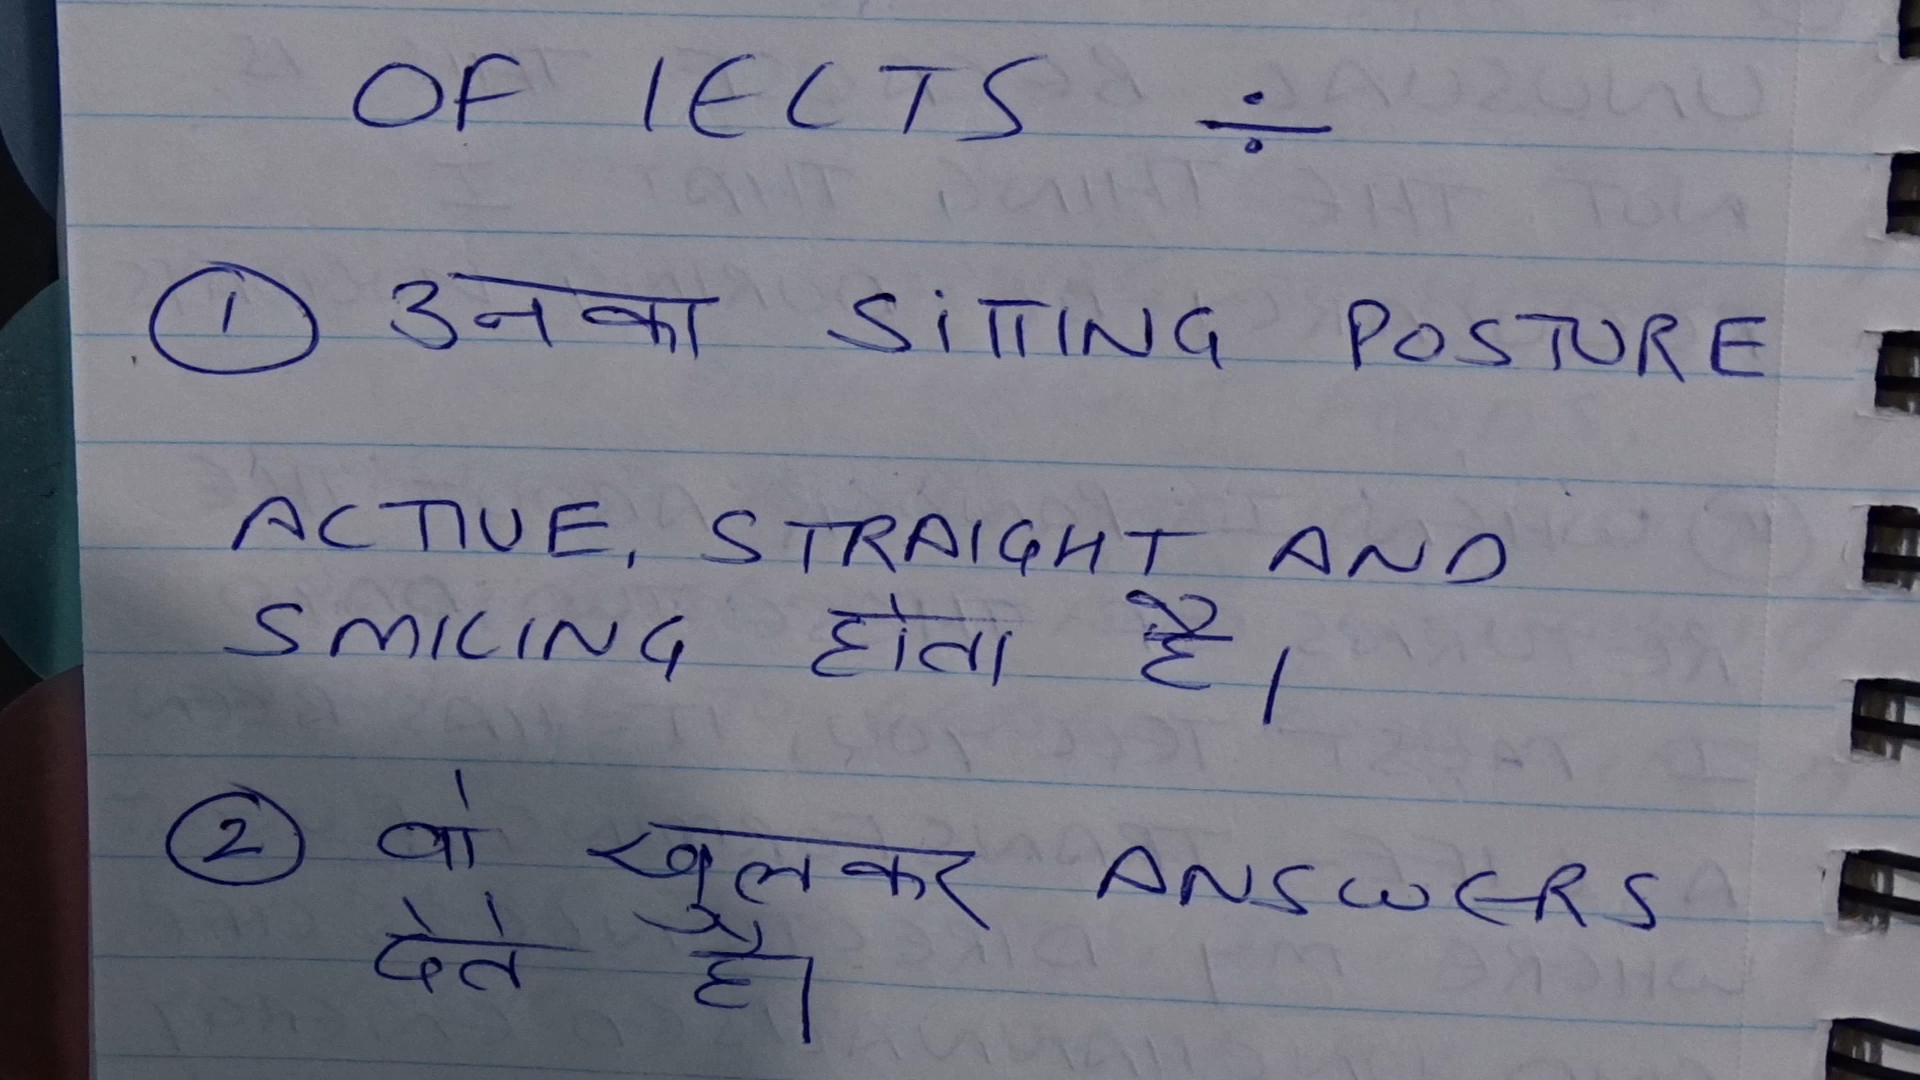 OF IELTS ÷
① उनका SiTTING POSTURE
ACTIVE, STRAIGHT AND
SMILING होता है,
② वो खुलकर ANSWERS
देते है।